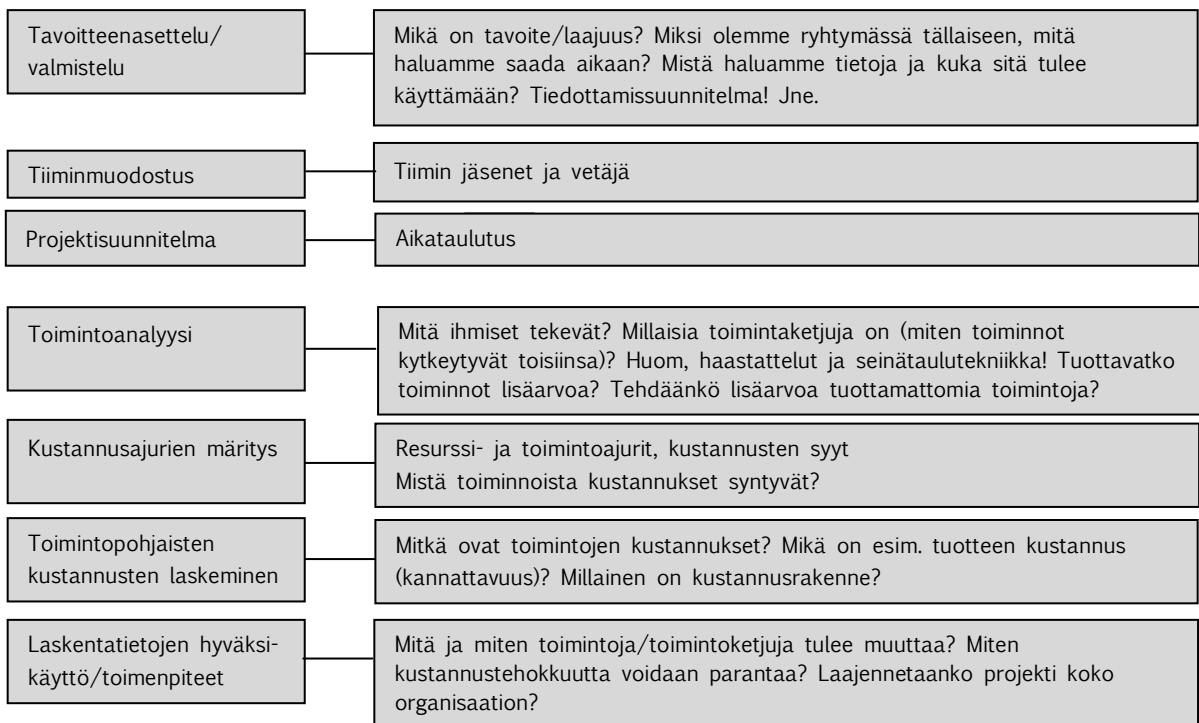 Tavoitteenasettelu/
valmistelu
Mikä on tavoite/laajuus? Miksi olemme ryhtymässä tällaiseen, mitä
haluamme saada aikaan? Mistä haluamme tietoja ja kuka sitä tulee
käyttämään? Tiedottamissuunnitelma! Jne.
Tiiminmuodostus
Tiimin jäsenet ja vetäjä
Projektisuunnitelma
Aikataulutus
Toimintoanalyysi
Mitä ihmiset tekevät? Millaisia toimintaketjuja on (miten toiminnot
kytkeytyvät toisiinsa)? Huom, haastattelut ja seinätaulutekniikka! Tuottavatko
toiminnot lisäarvoa? Tehdäänkö lisäarvoa tuottamattomia toimintoja?
Kustannusajurien märitys
Resurssi- ja toimintoajurit, kustannusten syyt
Mistä toiminnoista kustannukset syntyvät?
Toimintopohjaisten
kustannusten laskeminen
Mitkä ovat toimintojen kustannukset? Mikä on esim. tuotteen kustannus
(kannattavuus)? Millainen on kustannusrakenne?
Laskentatietojen hyväksi-
käyttö/toimenpiteet
Mitä ja miten toimintoja/toimintoketjuja tulee muuttaa? Miten
kustannustehokkuutta voidaan parantaa? Laajennetaanko projekti koko
organisaation?